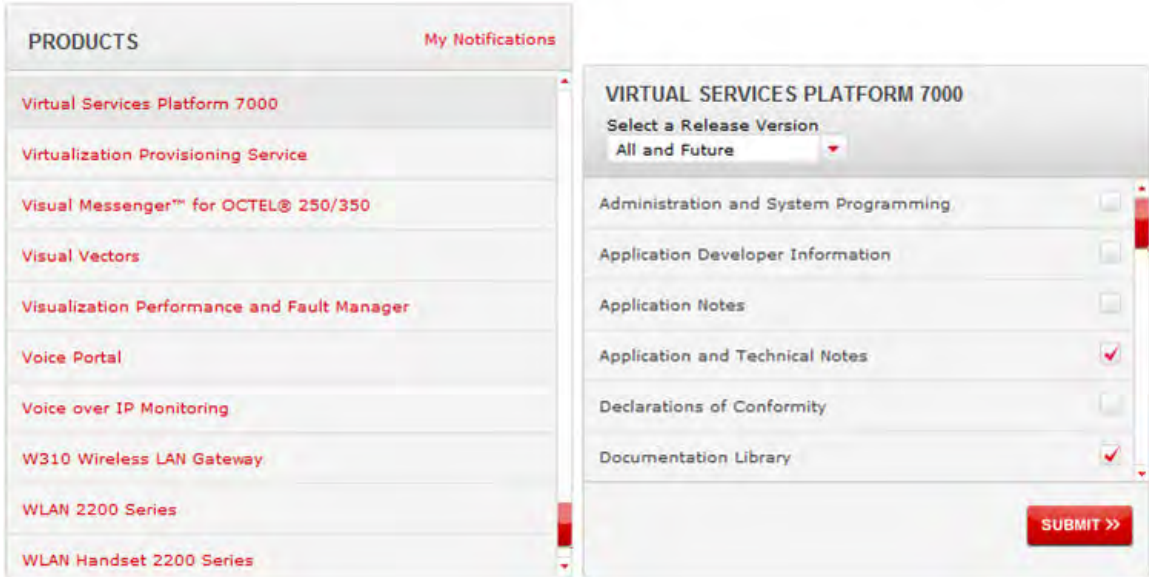 PRODUCTS
My Notifications
Virtual Services Platform 7000
Virtualization Provisioning Service
Visual Messenger™ for OCTEL® 250/350
Visual Vectors
Visualization Performance and Fault Manager
Voice Portal
Voice over IP Monitoring
W310 Wireless LAN Gateway
WLAN 2200 Series
WLAN Handset 2200 Series
VIRTUAL SERVICES PLATFORM 7000
Select a Release Version
All and Future
Administration and System Programming
Application Developer Information
Application Notes
Application and Technical Notes
Declarations of Conformity
Documentation Library
SUBMIT >>